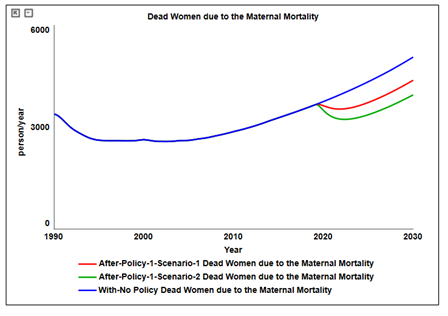 Dead Women due to the Maternal Mortality
6000
3000
0
person/year
1990 2000 2010 2020 2030
Year
After-Policy-1-Scenario-1 Dead Women due to the Maternal Mortality
After-Policy-1-Scenario-2 Dead Women due to the Maternal Mortality
With-No Policy Dead Women due to the Maternal Mortality